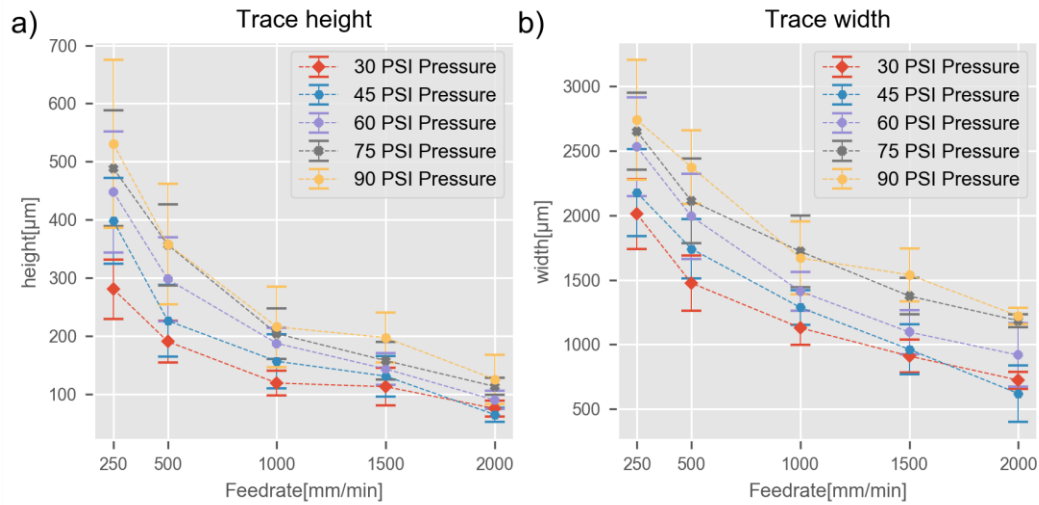 a)
Trace height
700
600
500
400
300
200
100
height[µm]
30 PSI Pressure
45 PSI Pressure
60 PSI Pressure
75 PSI Pressure
90 PSI Pressure
250
500
1000
1500
2000
Feedrate[mm/min]
b)
Trace width
3000
2500
2000
1500
1000
500
width[µm]
30 PSI Pressure
45 PSI Pressure
60 PSI Pressure
75 PSI Pressure
90 PSI Pressure
250
500
1000
1500
2000
Feedrate[mm/min]